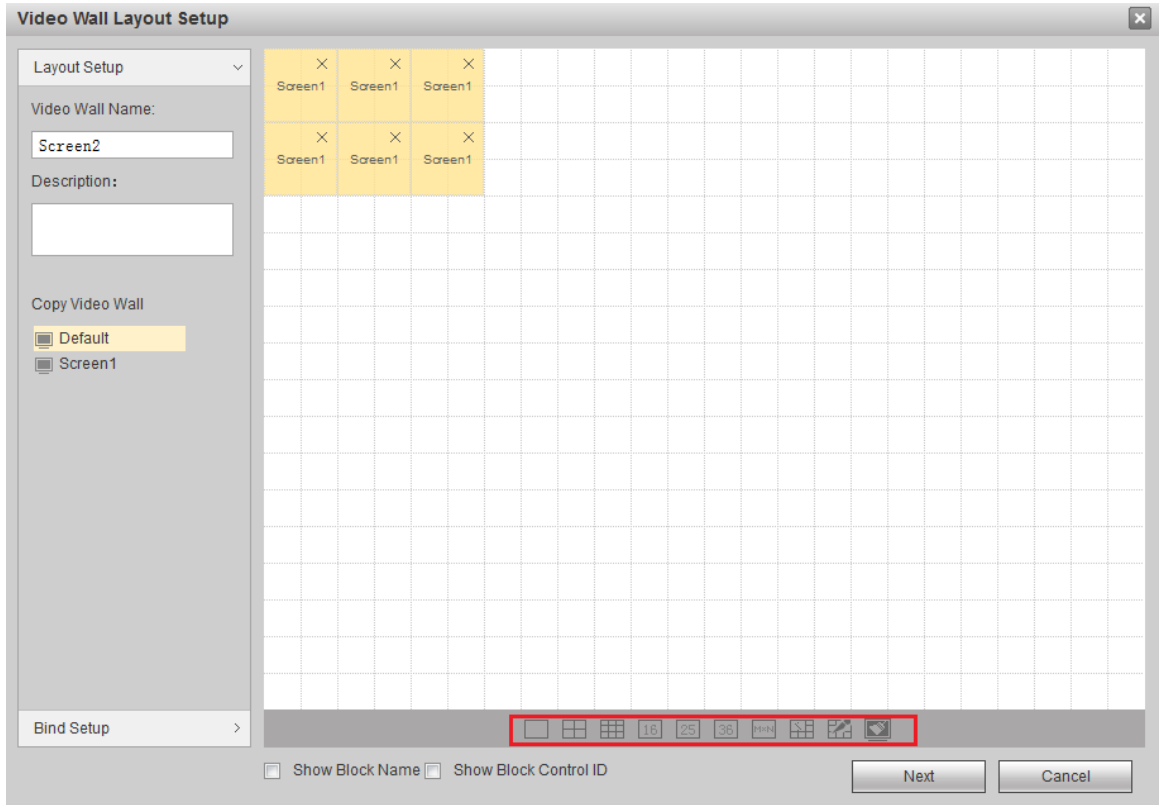 Video Wall Layout Setup
Layout Setup
Video Wall Name:
Screen2
Description:
Copy Video Wall
Default
Screen1
Bind Setup
Screen1 Screen1 Screen1
Screen1 Screen1 Screen1
16 25 36 M×N
Show Block Name Show Block Control ID
Next Cancel